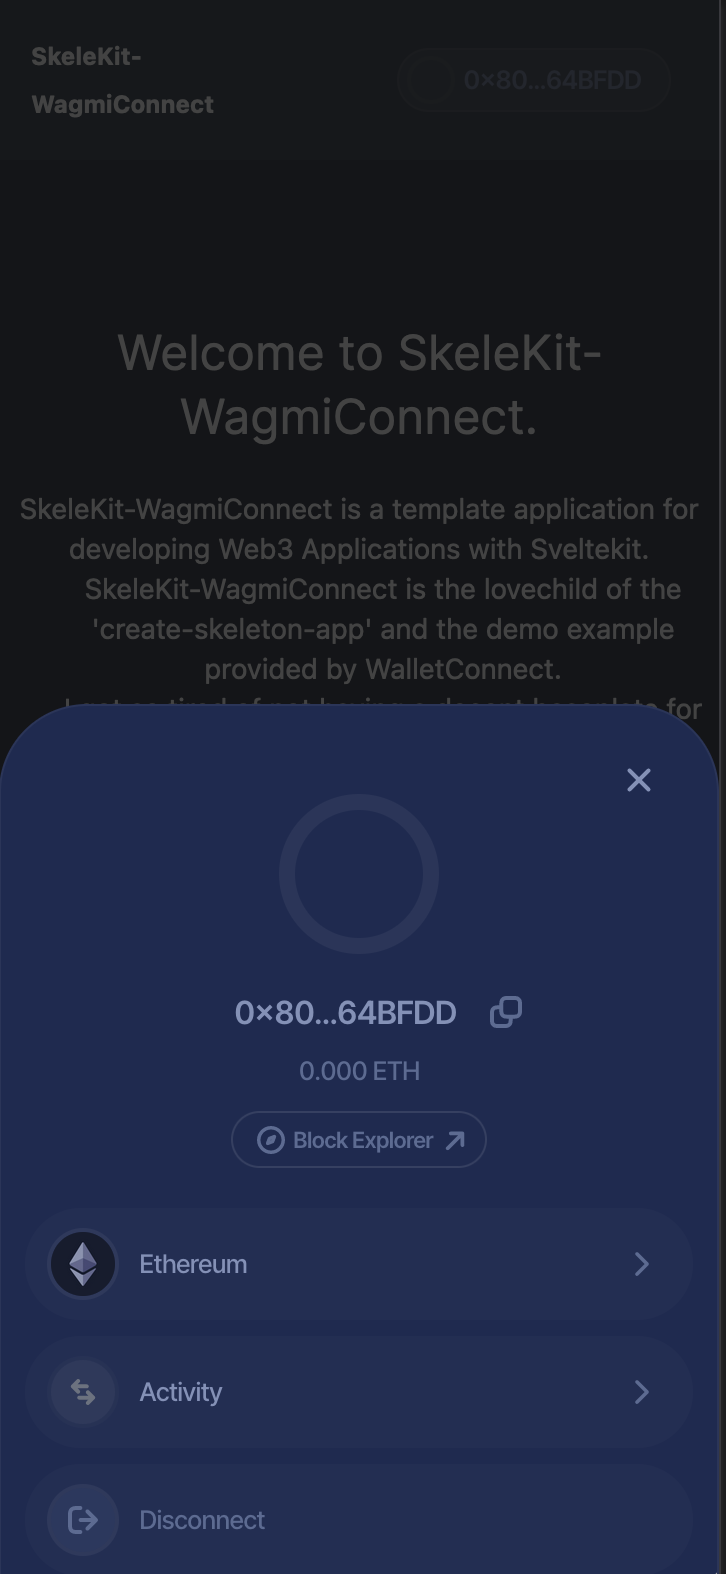 SkeleKit-
WagmiConnect
0×80...64BFDD
Welcome to SkeleKit-
WagmiConnect.
SkeleKit-WagmiConnect is a template application for
developing Web3 Applications with Sveltekit.
SkeleKit-WagmiConnect is the lovechild of the
'create-skeleton-app' and the demo example
provided by WalletConnect.
for
0×80...64BFDD
0.000 ETH
Block Explorer
Ethereum
Activity
Disconnect